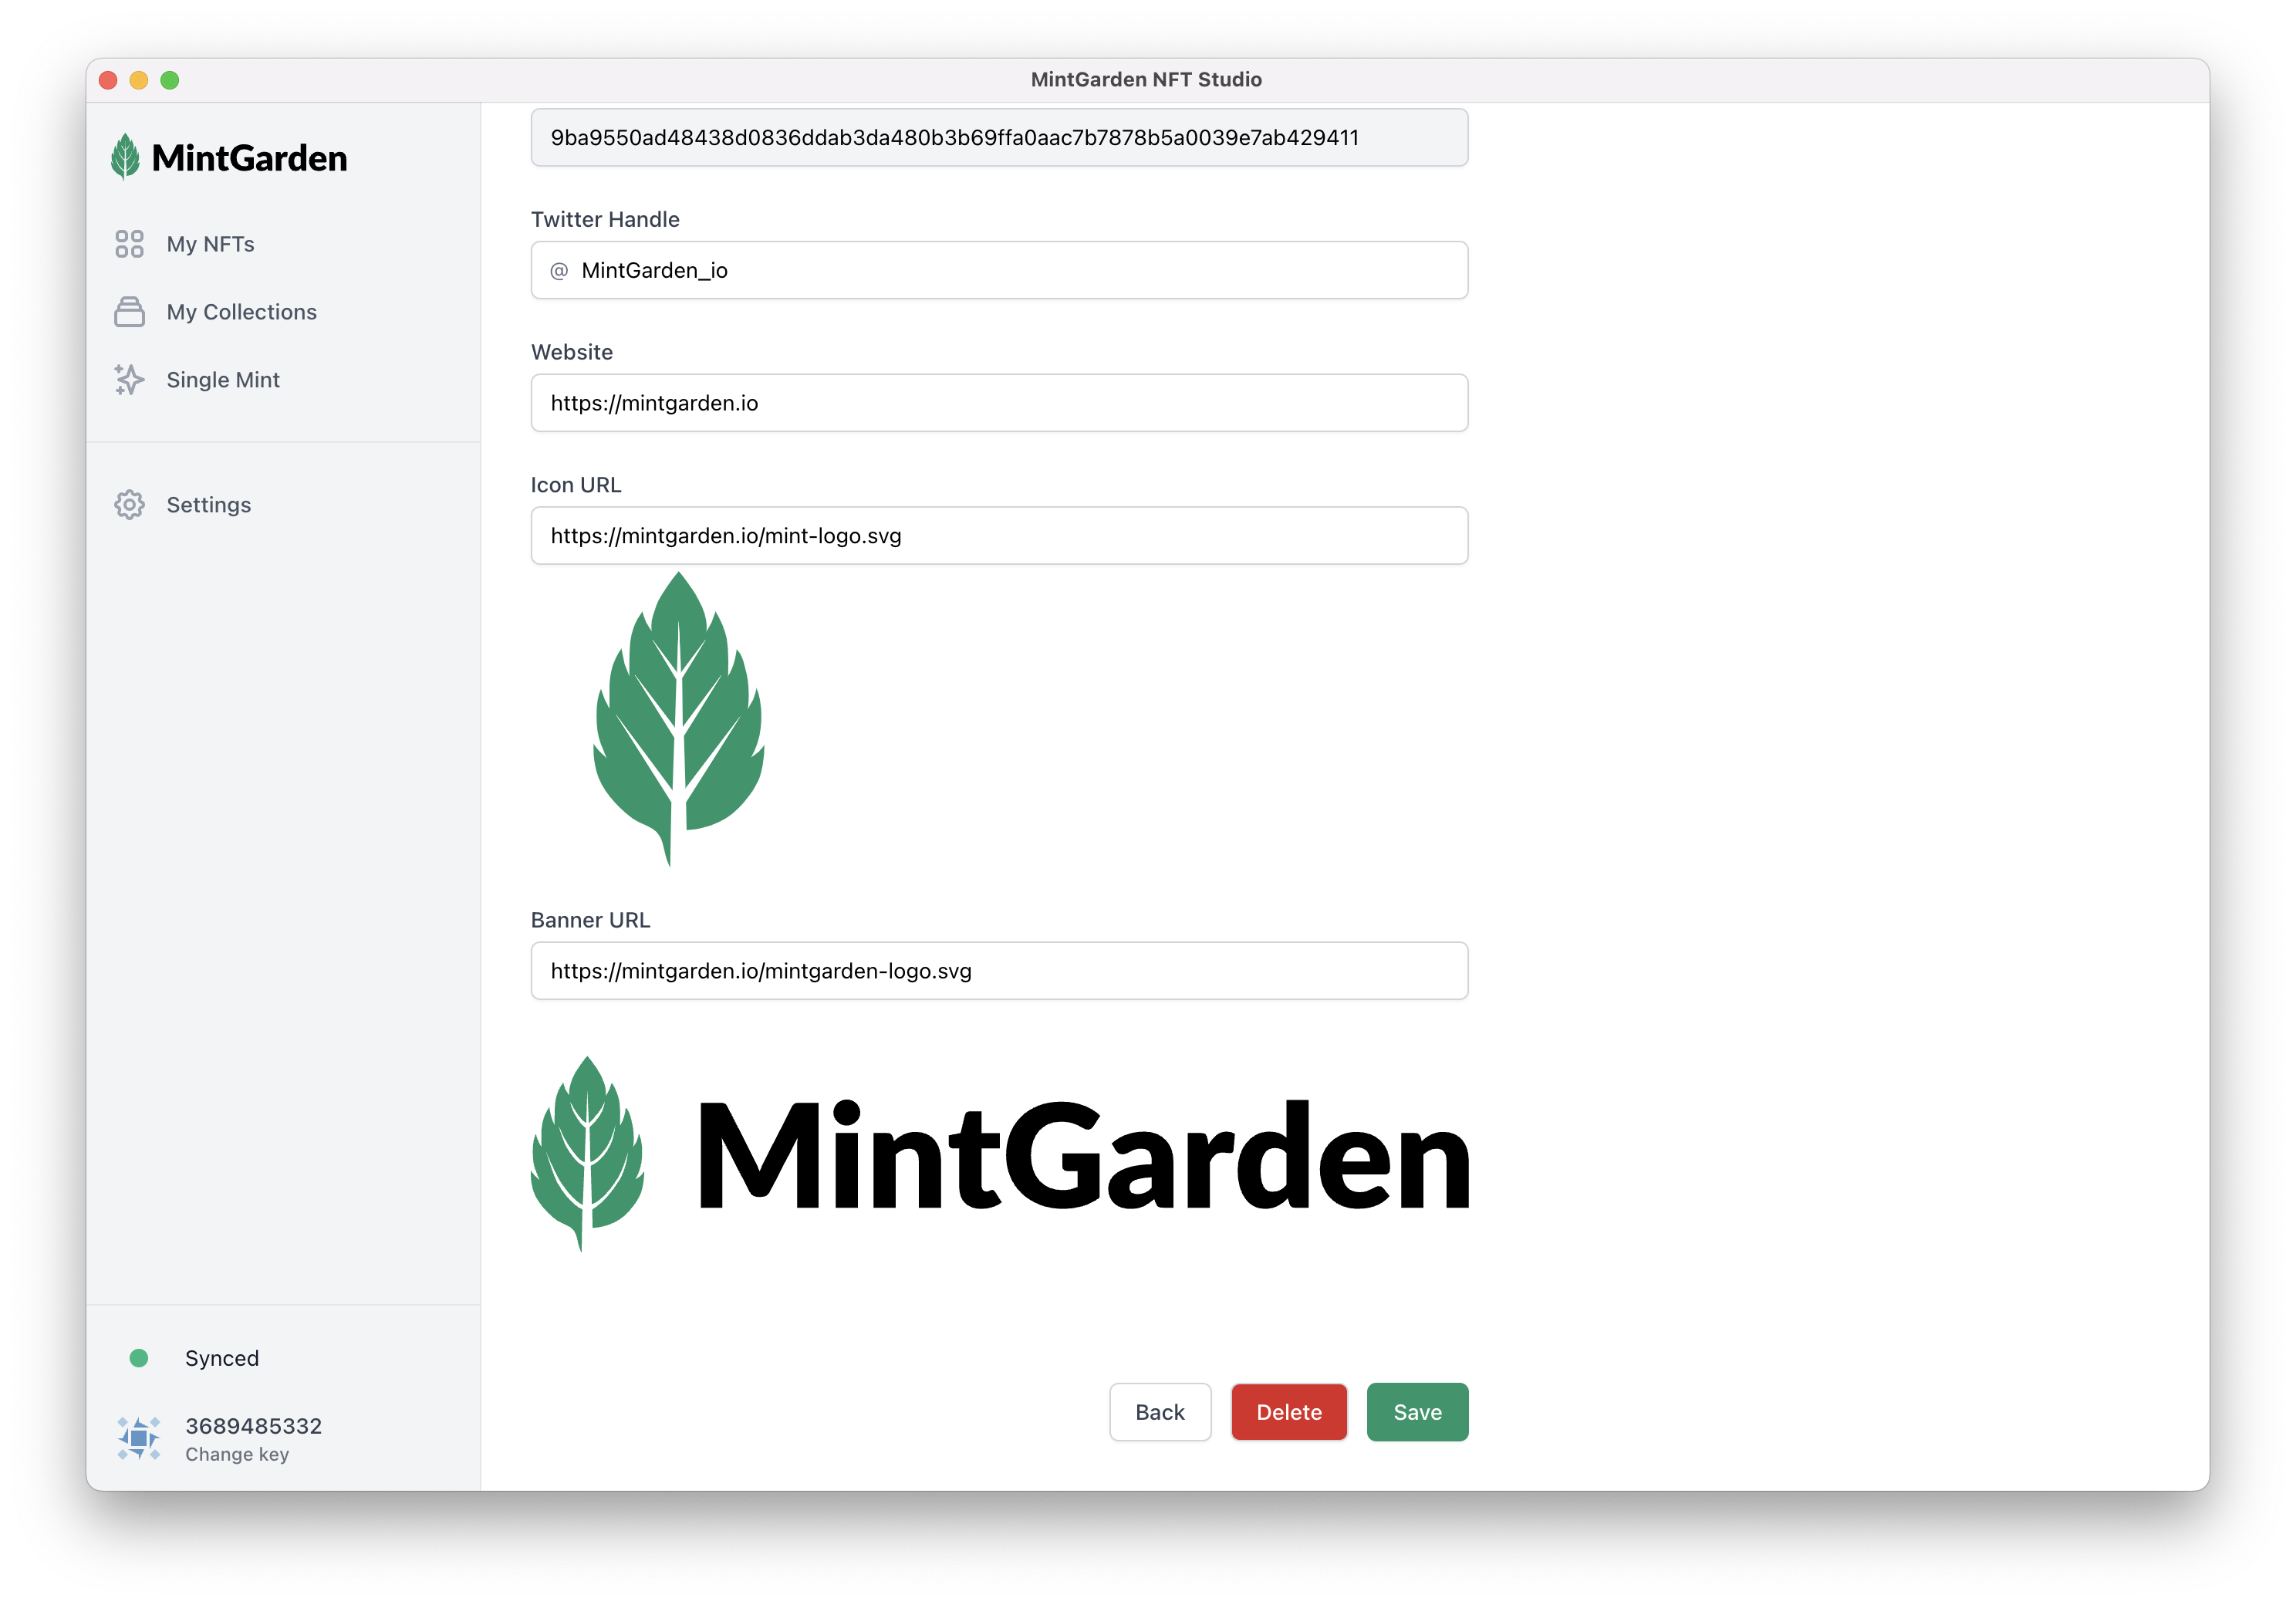 MintGarden NFT Studio
MintGarden
My NFTs
My Collections
Single Mint
Settings
Synced
3689485332
Change key
9ba9550ad48438d0836ddab3da480b3b69ffa0aac7b7878b5a0039e7ab429411
Twitter Handle
@ MintGarden_io
Website
https://mintgarden.io
Icon URL
https://mintgarden.io/mint-logo.svg
Banner URL
https://mintgarden.io/mintgarden-logo.svg
MintGarden
Back Delete Save